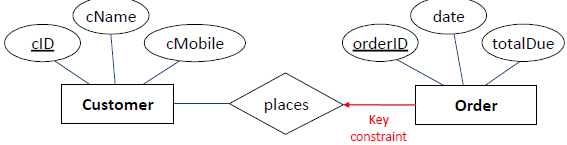 cName
cID
cMobile
date
orderID
totalDue
Customer
places
Order
Key
constraint